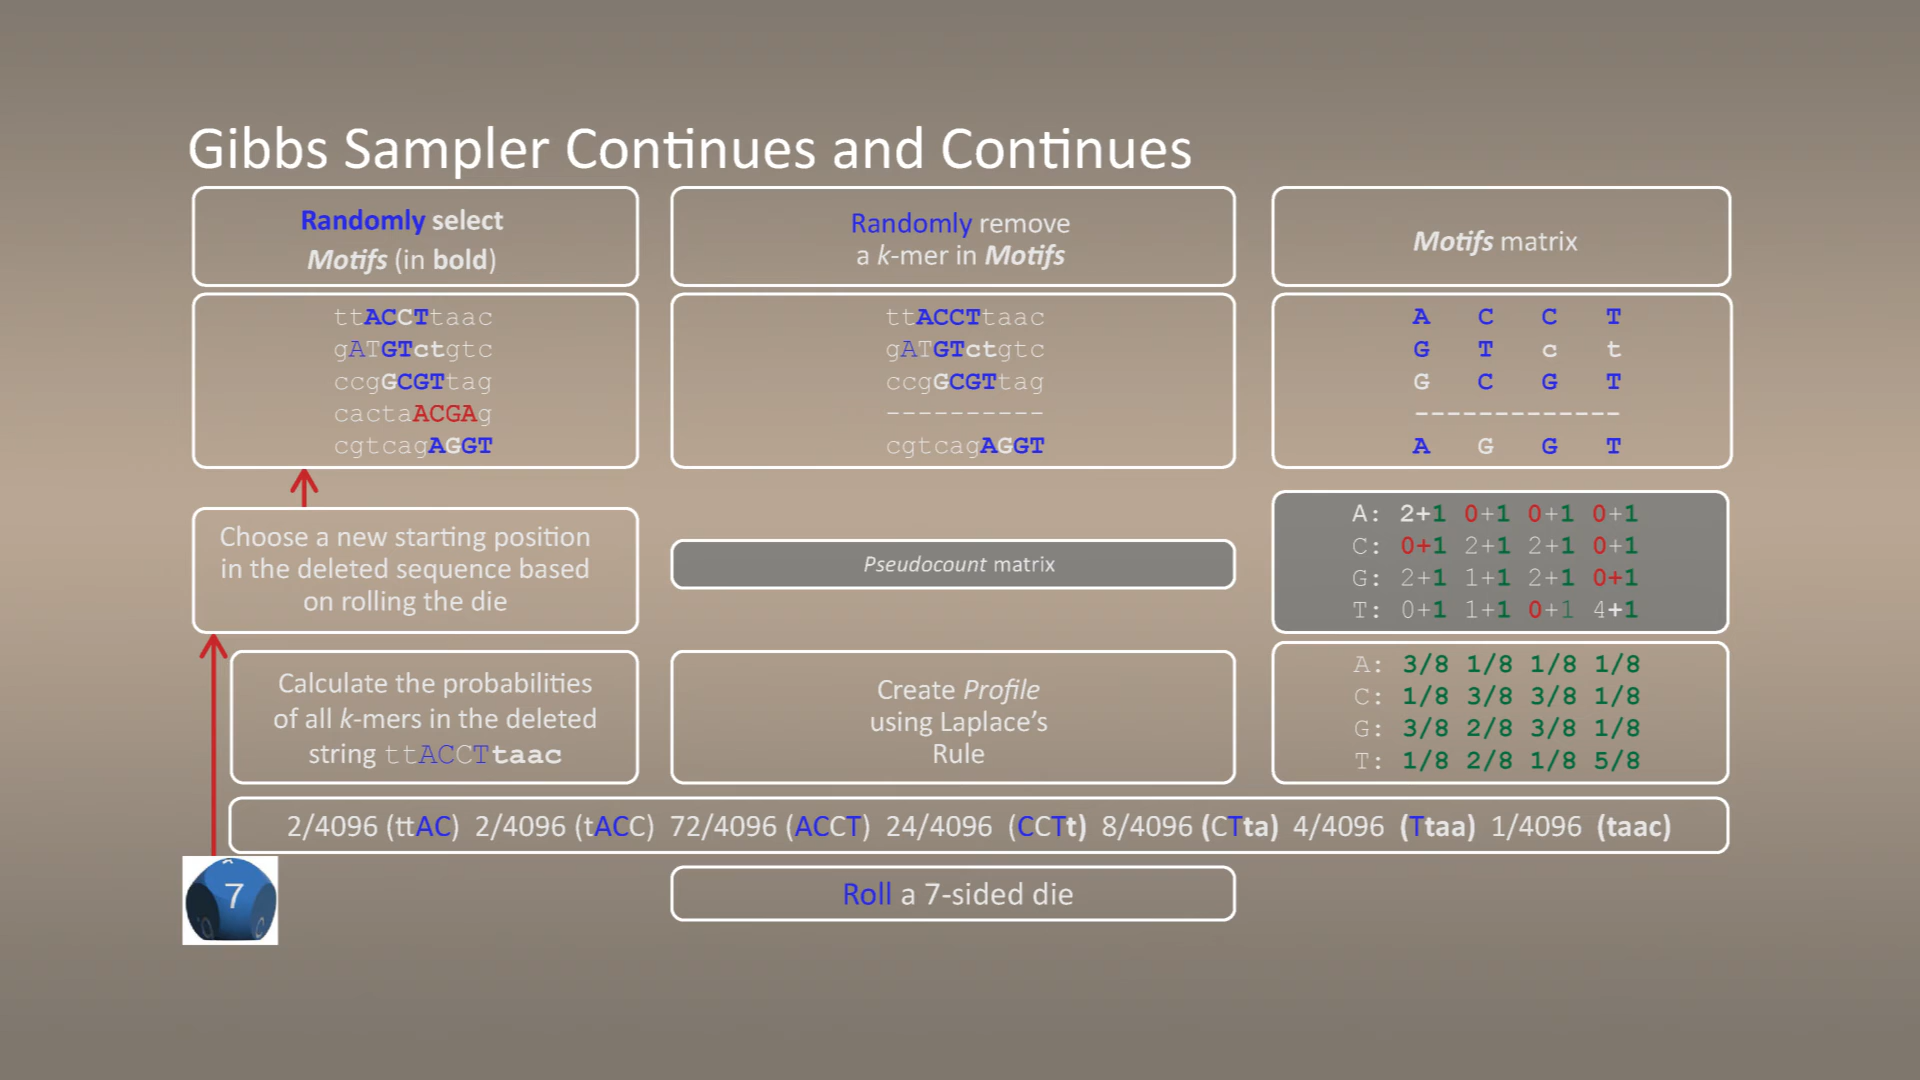 Gibbs Sampler Continues and Continues
Randomly select
Motifs (in bold)
Randomly remove
a k-mer in Motifs
Motifs matrix
ttACCTtaac
gATGTctgtc
ccgGCGTtag
cactaACGAg
cgtcagAGGT
ttACCTtaac
gATGTctgtc
ccgGCGTtag
----------
cgtcagAGGT
A C C T
G T c t
G C G T
-------------
A G G T
Choose a new starting position
in the deleted sequence based
on rolling the die
Pseudocount matrix
A: 2+1 0+1 0+1 0+1
C: 0+1 2+1 2+1 0+1
G: 2+1 1+1 2+1 0+1
T: 0+1 1+1 0+1 4+1
Calculate the probabilities
of all k-mers in the deleted
string ttACCTtaac
Create Profile
using Laplace's
Rule
A: 3/8 1/8 1/8 1/8
C: 1/8 3/8 3/8 1/8
G: 3/8 2/8 3/8 1/8
T: 1/8 2/8 1/8 5/8
2/4096 (ttAC) 2/4096 (tACC) 72/4096 (ACCT) 24/4096 (CCTt) 8/4096 (CTta) 4/4096 (Ttaa) 1/4096 (taac)
7
Roll a 7-sided die